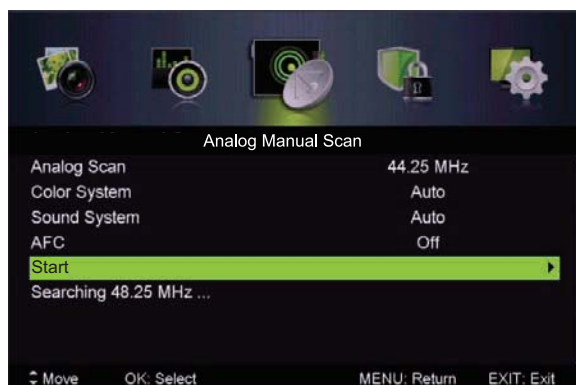 Analog Manual Scan
Analog Scan 44.25 MHz
Color System Auto
Sound System Auto
AFC Off
Start
Searching 48.25 MHz ...
Move OK: Select MENU: Return EXIT: Exit